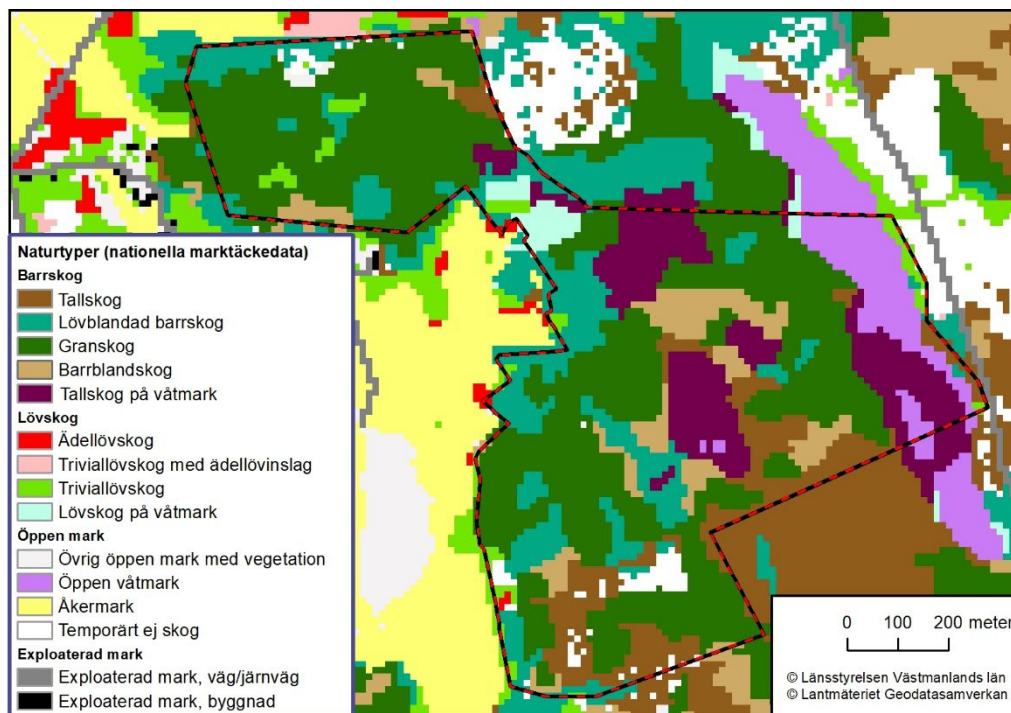 Naturtyper (nationella marktäckedata)
Barrskog
Tallskog
Lövblandad barrskog
Granskog
Barrblandskog
Tallskog på våtmark
Lövskog
Ädellövskog
Triviallövskog med ädellövinslag
Triviallövskog
Lövskog på våtmark
Öppen mark
Övrig öppen mark med vegetation
Öppen våtmark
Åkermark
Temporärt ej skog
Exploaterad mark
Exploaterad mark, väg/järnväg
Exploaterad mark, byggnad
0 100 200 meter
© Länsstyrelsen Västmanlands län
© Lantmäteriet Geodatasamverkan